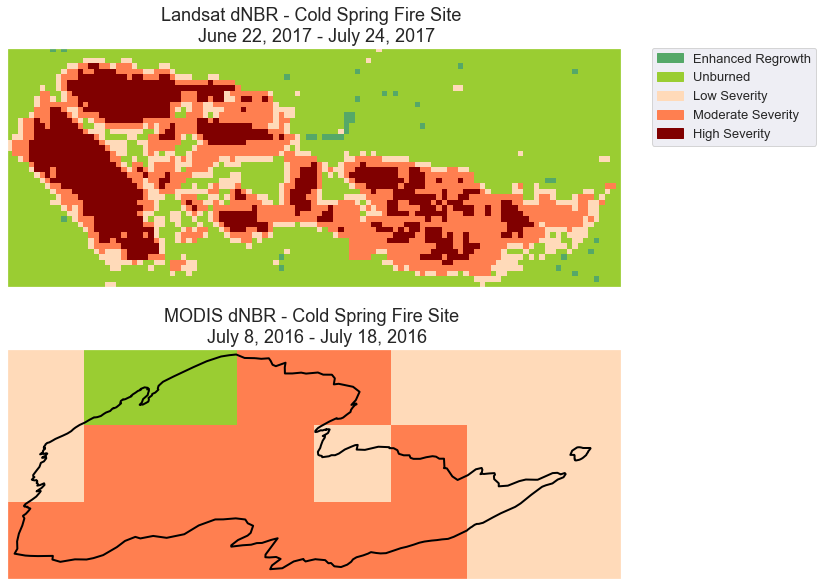 Landsat dNBR - Cold Spring Fire Site
June 22, 2017 - July 24, 2017
Enhanced Regrowth
Unburned
Low Severity
Moderate Severity
High Severity
MODIS dNBR - Cold Spring Fire Site
July 8, 2016 - July 18, 2016